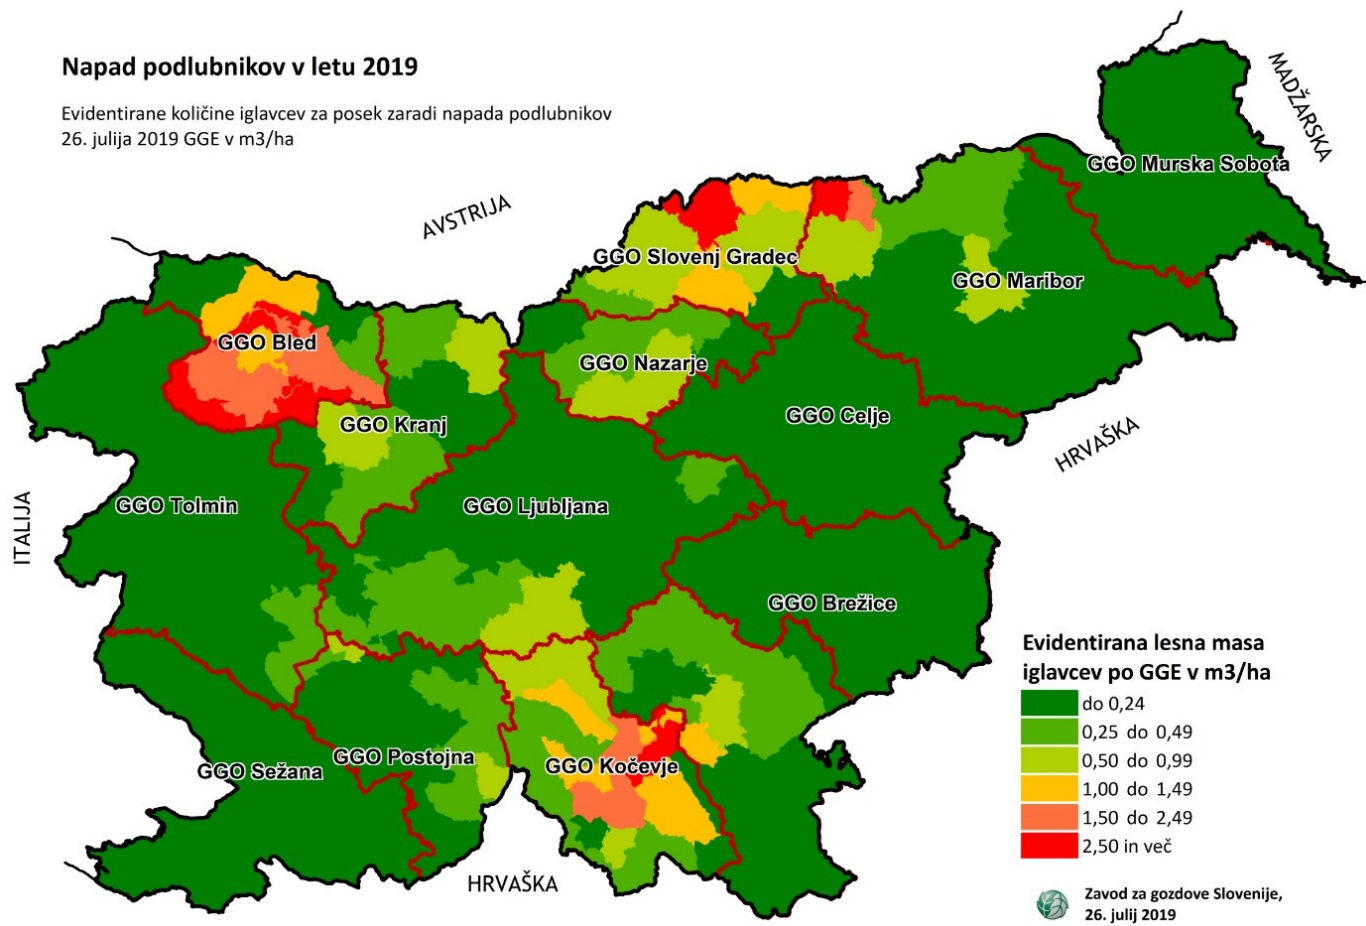 Napad podlubnikov v letu 2019
Evidentirane količine iglavcev za posek zaradi napada podlubnikov
26. julija 2019 GGE v m3/ha
MADŽARSKA
GGO Murska Sobota
AVSTRIJA
GGO Slovenj Gradec
GGO Maribor
GGO Bled
GGO Nazarje
GGO Kranj
GGO Celje
HRVAŠKA
ITALIJA
GGO Tolmin
GGO Ljubljana
GGO Brežice
GGO Sežana
GGO Postojna
GGO Kočevje
HRVAŠKA
Evidentirana lesna masa
iglavcev po GGE v m3/ha
do 0,24
0,25 do 0,49
0,50 do 0,99
1,00 do 1,49
1,50 do 2,49
2,50 in več
Zavod za gozdove Slovenije,
26. julij 2019